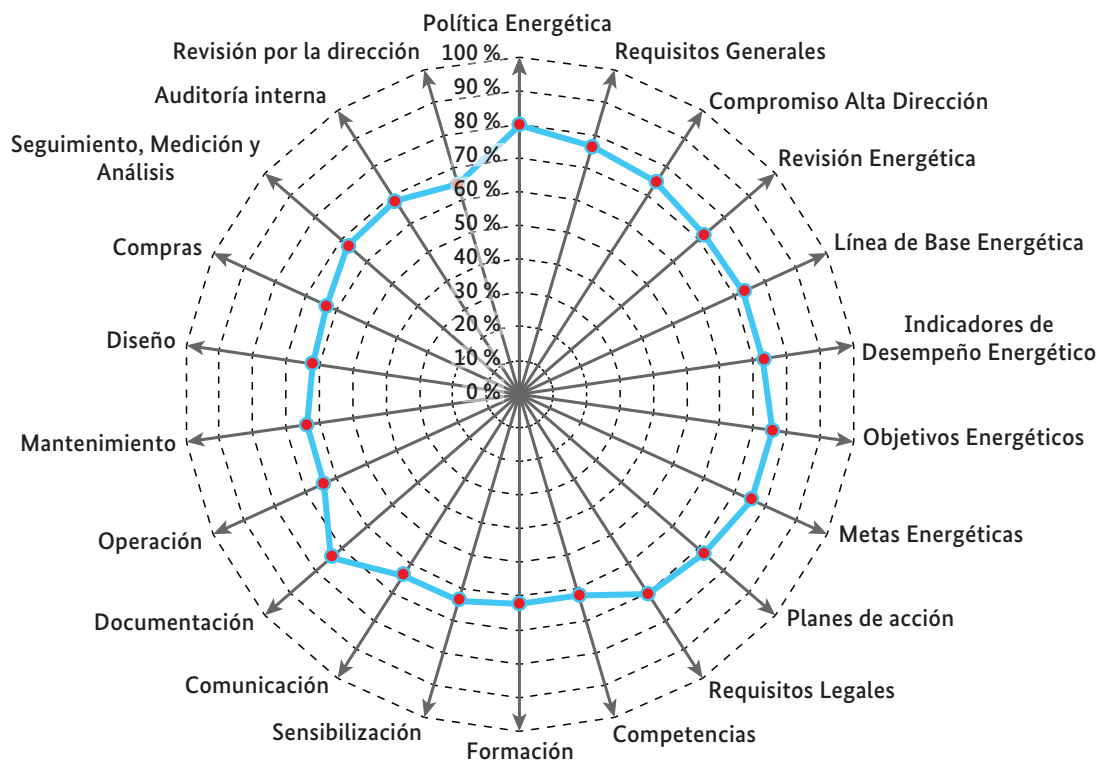 Política Energética
Requisitos Generales
Compromiso Alta Dirección
Revisión Energética
Línea de Base Energética
Indicadores de
Desempeño Energético
Objetivos Energéticos
Metas Energéticas
Planes de acción
Requisitos Legales
Competencias
Formación
Sensibilización
Comunicación
Documentación
Operación
Mantenimiento
Diseño
Compras
Seguimiento, Medición y
Análisis
Auditoría interna
Revisión por la dirección
100 %
90 %
80 %
70 %
60 %
50 %
40 %
30 %
20 %
10 %
0 %